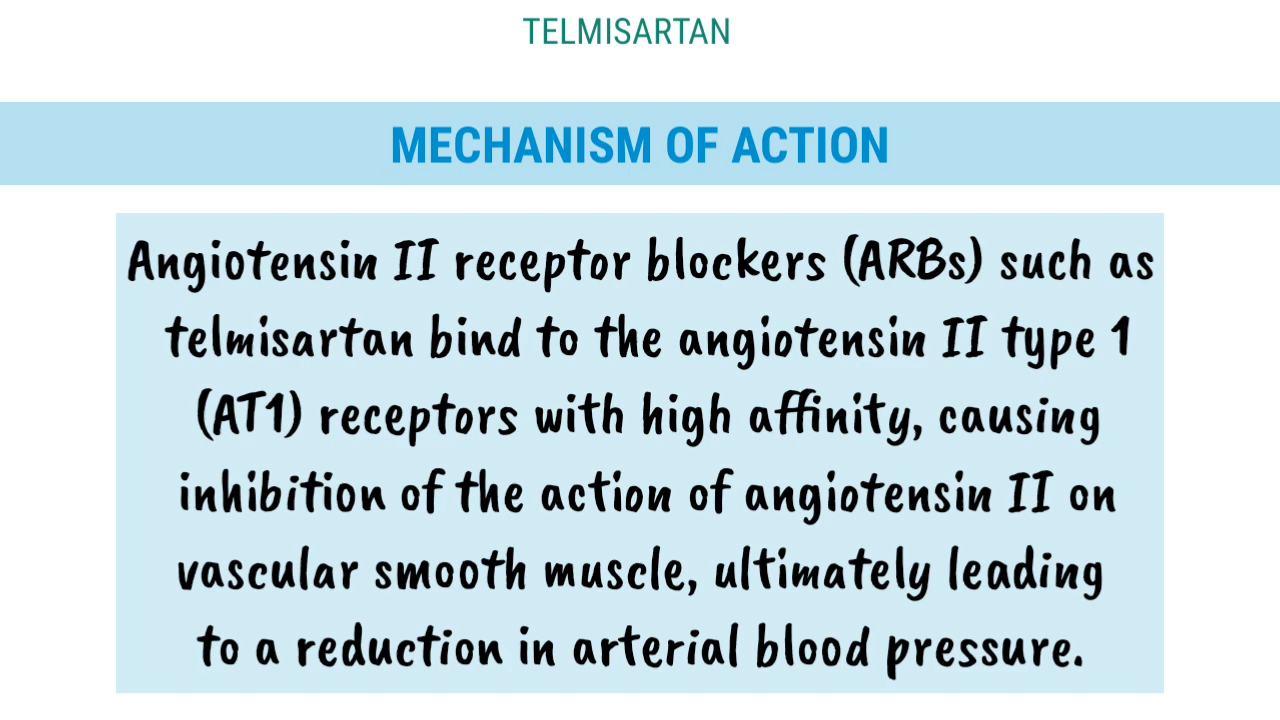 TELMISARTAN
MECHANISM OF ACTION
Angiotensin II receptor blockers (ARBs) such as
telmisartan bind to the angiotensin II type 1
(AT1) receptors with high affinity, causing
inhibition of the action of angiotensin II on
vascular smooth muscle, ultimately leading
to a reduction in arterial blood pressure.